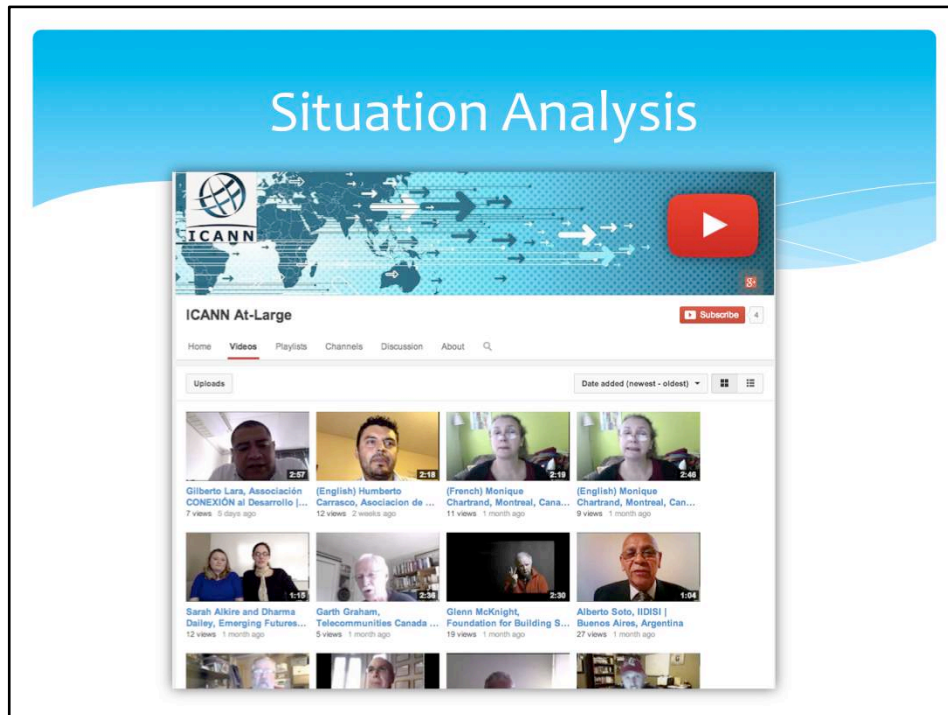 Situation Analysis
ICANN
g+
ICANN At-Large
Subscribe 4
Home Videos Playlists Channels Discussion About
Uploads
Date added (newest - oldest)
2:57 2:18 2:19 2:46
Gilberto Lara, Associación (English) Humberto (French) Monique (English) Monique
CONEXIÓN al Desarrollo |... Carrasco, Asociacion de ... Chartrand, Montreal, Cana... Chartrand, Montreal, Can...
7 views 5 days ago 12 views 2 weeks ago 11 views 1 month ago 9 views 1 month ago
1:15 2:36 2:30 1:04
Sarah Alkire and Dharma Garth Graham, Glenn McKnight, Alberto Soto, IIDISI |
Dailey, Emerging Futures... Telecommunities Canada ... Foundation for Building S... Buenos Aires, Argentina
12 views 1 month ago 5 views 1 month ago 19 views 1 month ago 27 views 1 month ago